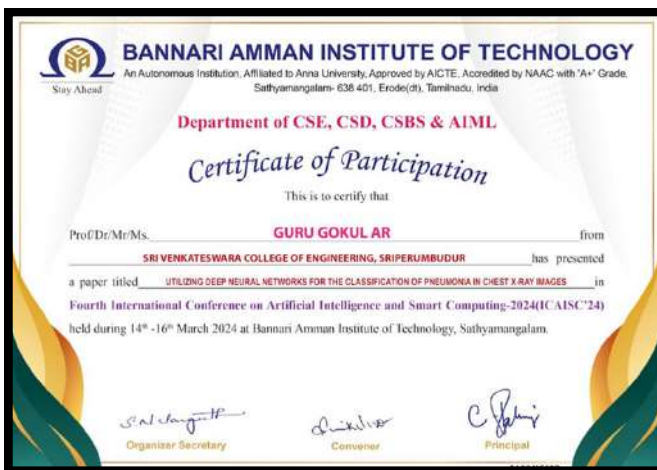 BANNARI AMMAN INSTITUTE OF TECHNOLOGY
An Autonomous Institution, Affiliated to Anna University, Approved by AICTE, Accredited by NAAC with "A+" Grade,
Stay Ahead
Sathyamangalam- 638 401, Erode(dt), Tamilnadu, India
Department of CSE, CSD, CSBS & AIML
Certificate of Participation
This is to certify that
Prof/Dr/Mr/Ms. GURU GOKUL AR from
SRI VENKATESWARA COLLEGE OF ENGINEERING, SRIPERUMBUDUR has presented
a paper titled UTILIZING DEEP NEURAL NETWORKS FOR THE CLASSIFICATION OF PNEUMONIA IN CHEST X-RAY IMAGES in
Fourth International Conference on Artificial Intelligence and Smart Computing-2024(ICAISC'24)
held during 14th -16th March 2024 at Bannari Amman Institute of Technology, Sathyamangalam.
Organizer Secretary
Convener
Principal